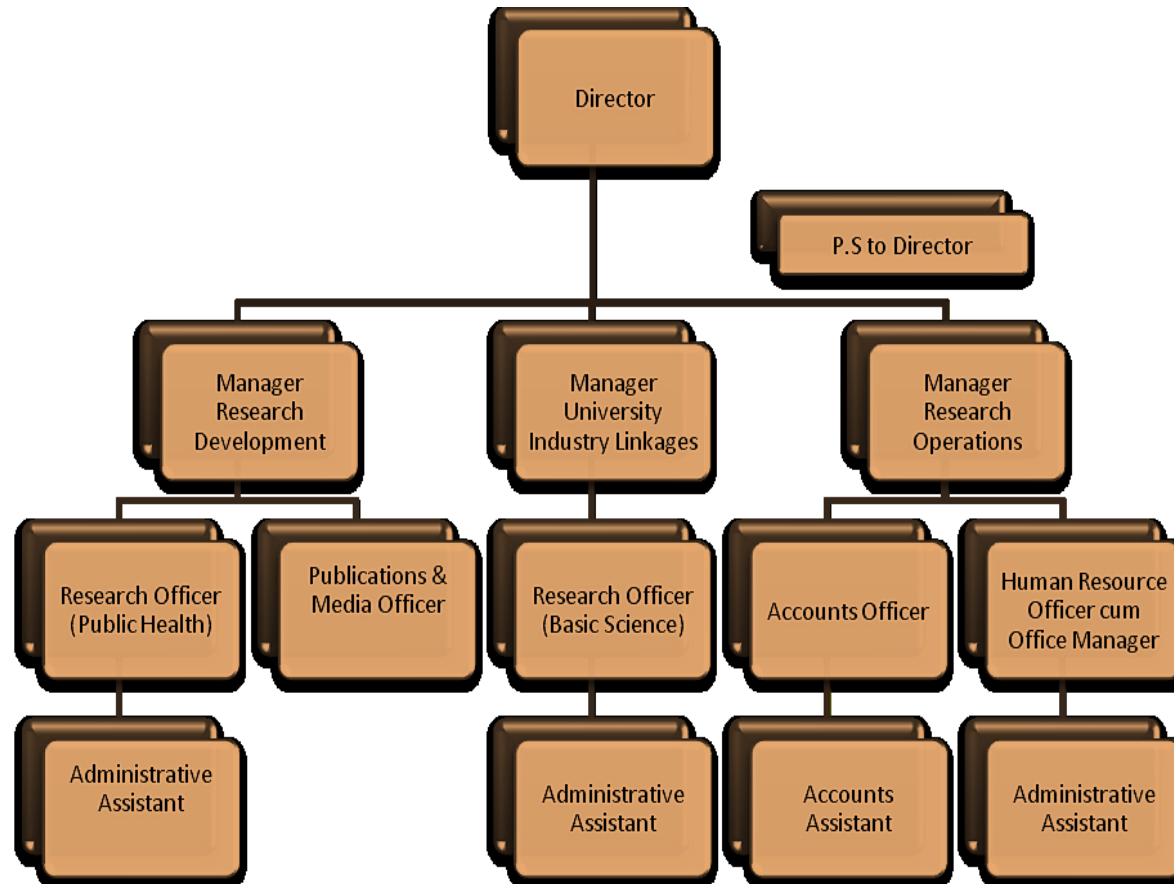 Director
P.S to Director
Manager
Research
Development
Manager
University
Industry Linkages
Manager
Research
Operations
Research Officer
(Public Health)
Publications &
Media Officer
Research Officer
(Basic Science)
Accounts Officer
Human Resource
Officer cum
Office Manager
Administrative
Assistant
Administrative
Assistant
Accounts
Assistant
Administrative
Assistant